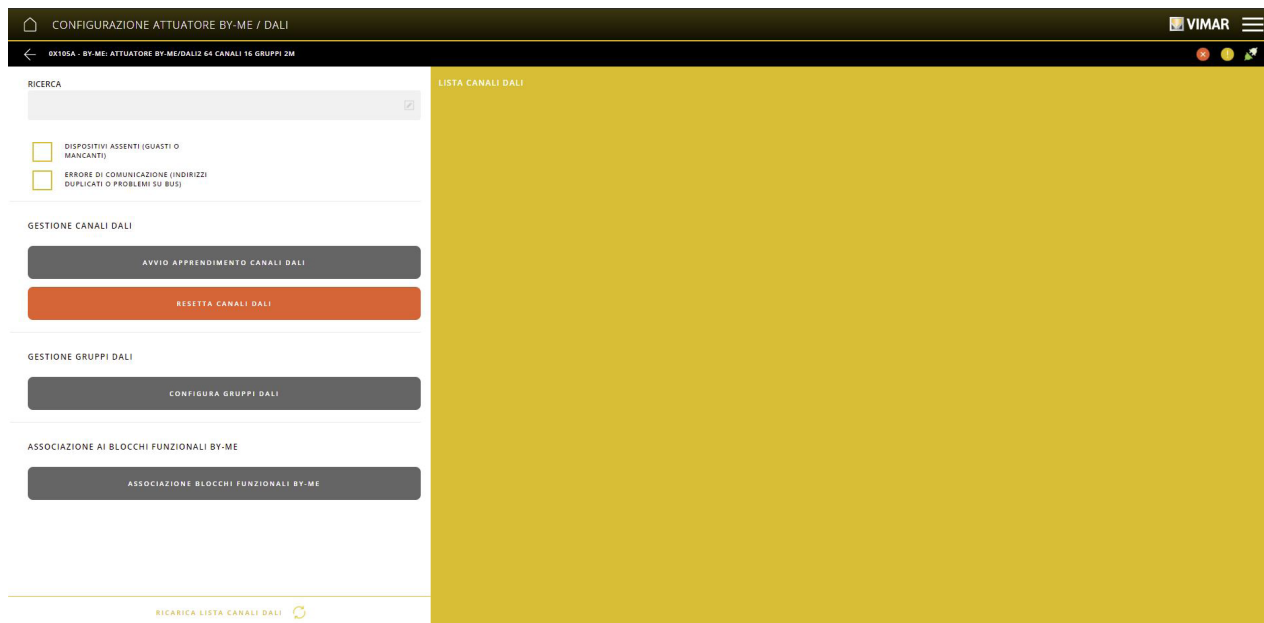 CONFIGURAZIONE ATTUATORE BY-ME / DALI
VIMAR
0X105A - BY-ME: ATTUATORE BY-ME/DALI2 64 CANALI 16 GRUPPI 2M
RICERCA
DISPOSITIVI ASSENTI (GUASTI O
MANCANTI)
ERRORE DI COMUNICAZIONE (INDIRIZZI
DUPLICATI O PROBLEMI SU BUS)
GESTIONE CANALI DALI
AVVIO APPRENDIMENTO CANALI DALI
RESETTA CANALI DALI
GESTIONE GRUPPI DALI
CONFIGURA GRUPPI DALI
ASSOCIAZIONE AI BLOCCHI FUNZIONALI BY-ME
ASSOCIAZIONE BLOCCHI FUNZIONALI BY-ME
RICARICA LISTA CANALI DALI
LISTA CANALI DALI